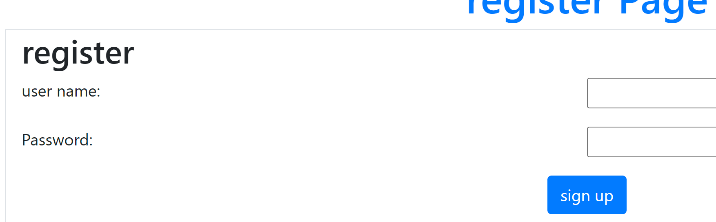 register Page
register
user name:
Password:
sign up